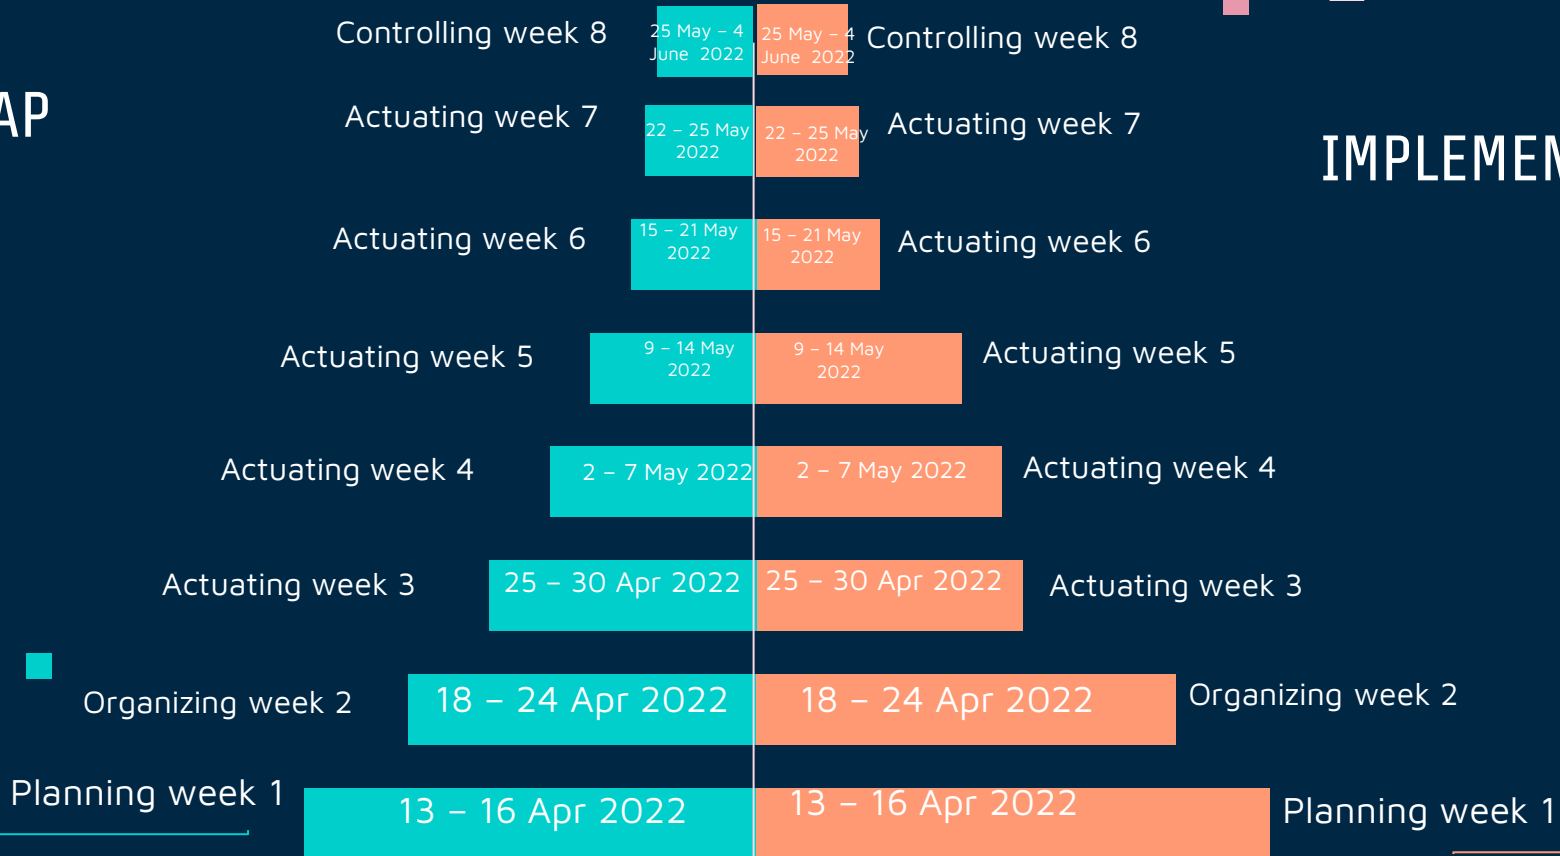 Controlling week 8
25 May – 4
June 2022
25 May – 4
June 2022
Controlling week 8
AP
Actuating week 7
22 – 25 May
2022
22 – 25 May
2022
Actuating week 7
IMPLEMEN
Actuating week 6
15 – 21 May
2022
15 – 21 May
2022
Actuating week 6
Actuating week 5
9 – 14 May
2022
9 – 14 May
2022
Actuating week 5
Actuating week 4
2 – 7 May 2022
2 – 7 May 2022
Actuating week 4
Actuating week 3
25 – 30 Apr 2022
25 – 30 Apr 2022
Actuating week 3
Organizing week 2
18 – 24 Apr 2022
18 – 24 Apr 2022
Organizing week 2
Planning week 1
13 – 16 Apr 2022
13 – 16 Apr 2022
Planning week 1